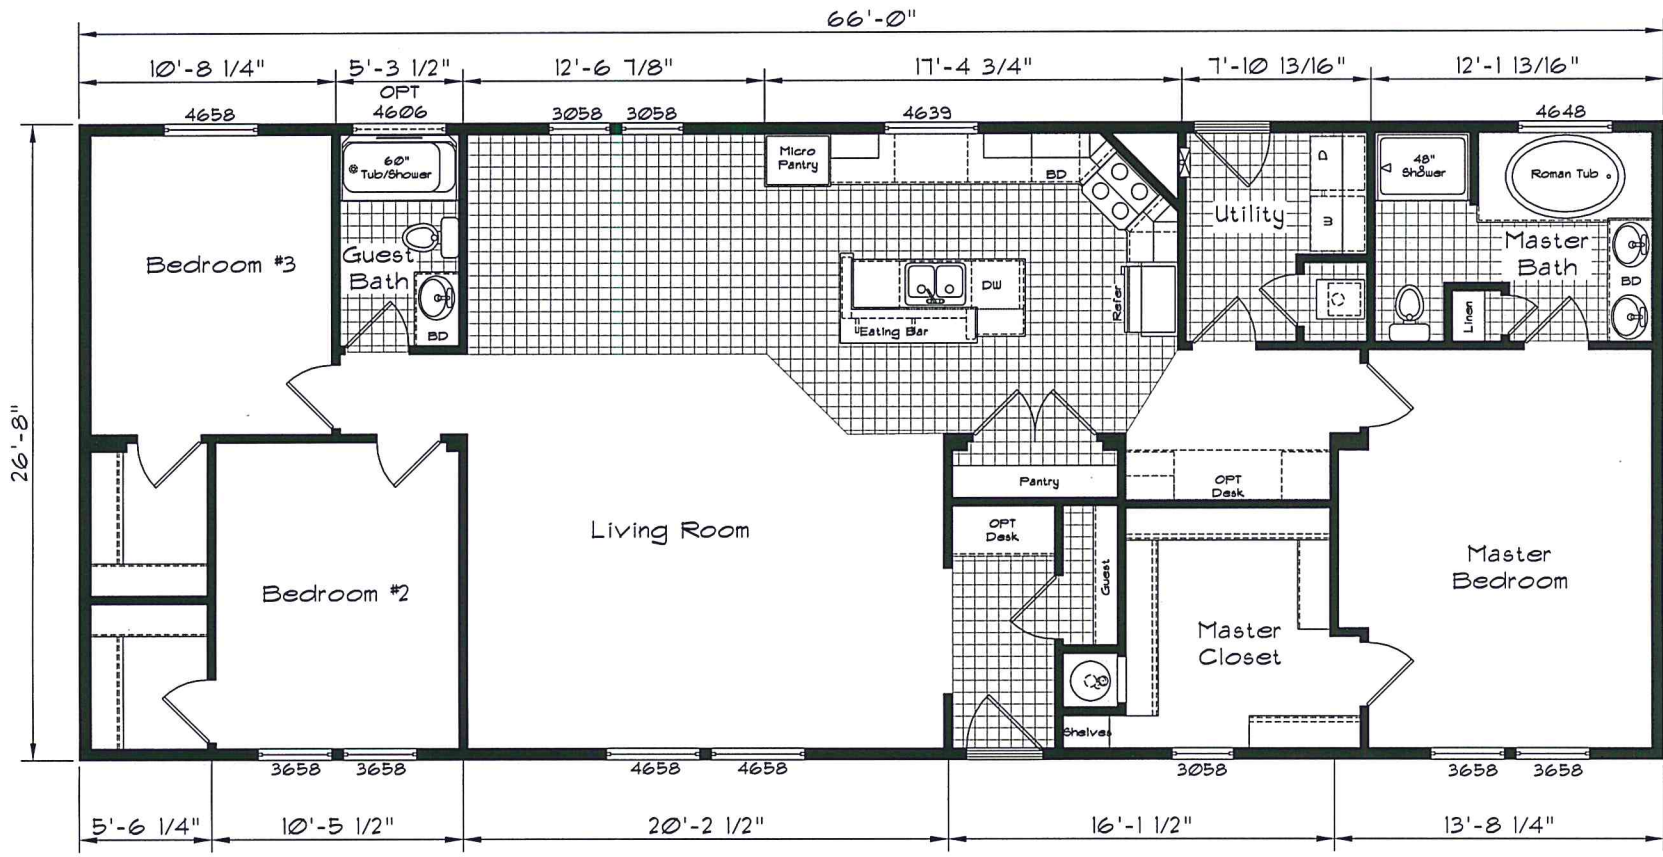 66'-0"
10'-8 1/4"
5'-3 1/2"
12'-6 7/8"
17'-4 3/4"
7'-10 13/16"
12'-1 13/16"
OPT
4658
4606
3058
3058
4639
4648
60"
Tub/Shower
Micro
Pantry
BD
D
W
48"
Shower
Roman Tub
Utility
Bedroom #3
Guest
Bath
BD
DW
Eating Bar
Refer
Master
Bath
BD
Linen
26'-8"
Pantry
OPT
Desk
OPT
Desk
Living Room
Guest
Bedroom #2
Master
Bedroom
Master
Closet
Shelves
3658
3658
4658
4658
3058
3658
3658
5'-6 1/4"
10'-5 1/2"
20'-2 1/2"
16'-1 1/2"
13'-8 1/4"